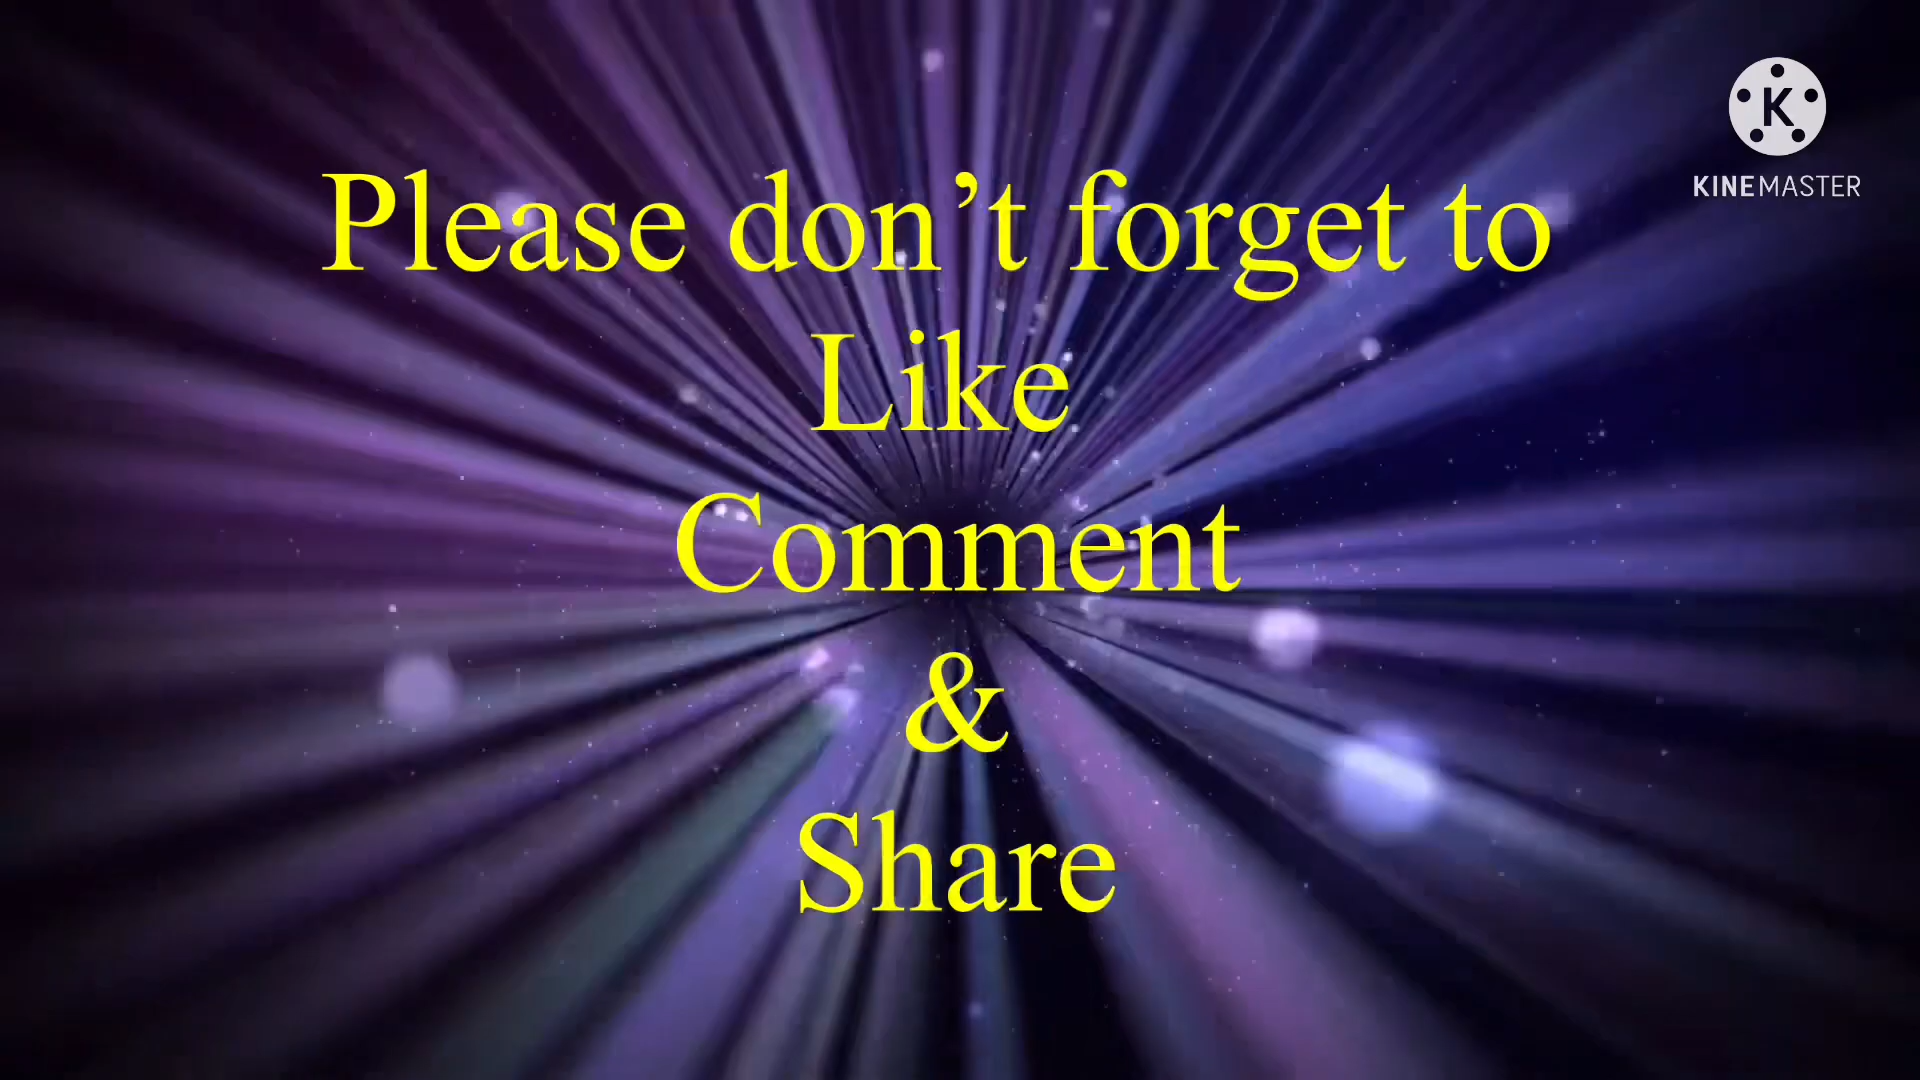 K
KINEMASTER
Please don’t forget to
Like
Comment
&
Share